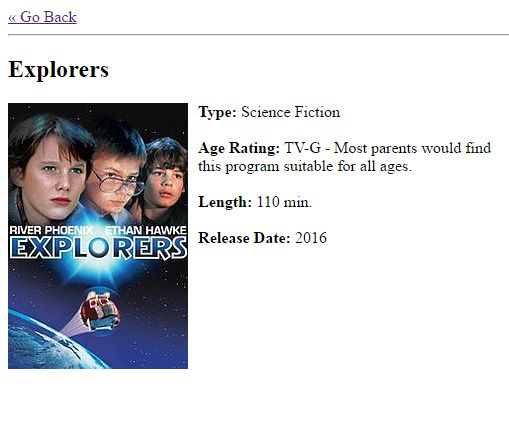 « Go Back
Explorers
Type: Science Fiction
Age Rating: TV-G - Most parents would find
this program suitable for all ages.
Length: 110 min.
Release Date: 2016
RIVER PHOENIX ETHAN HAWKE
EXPLORERS